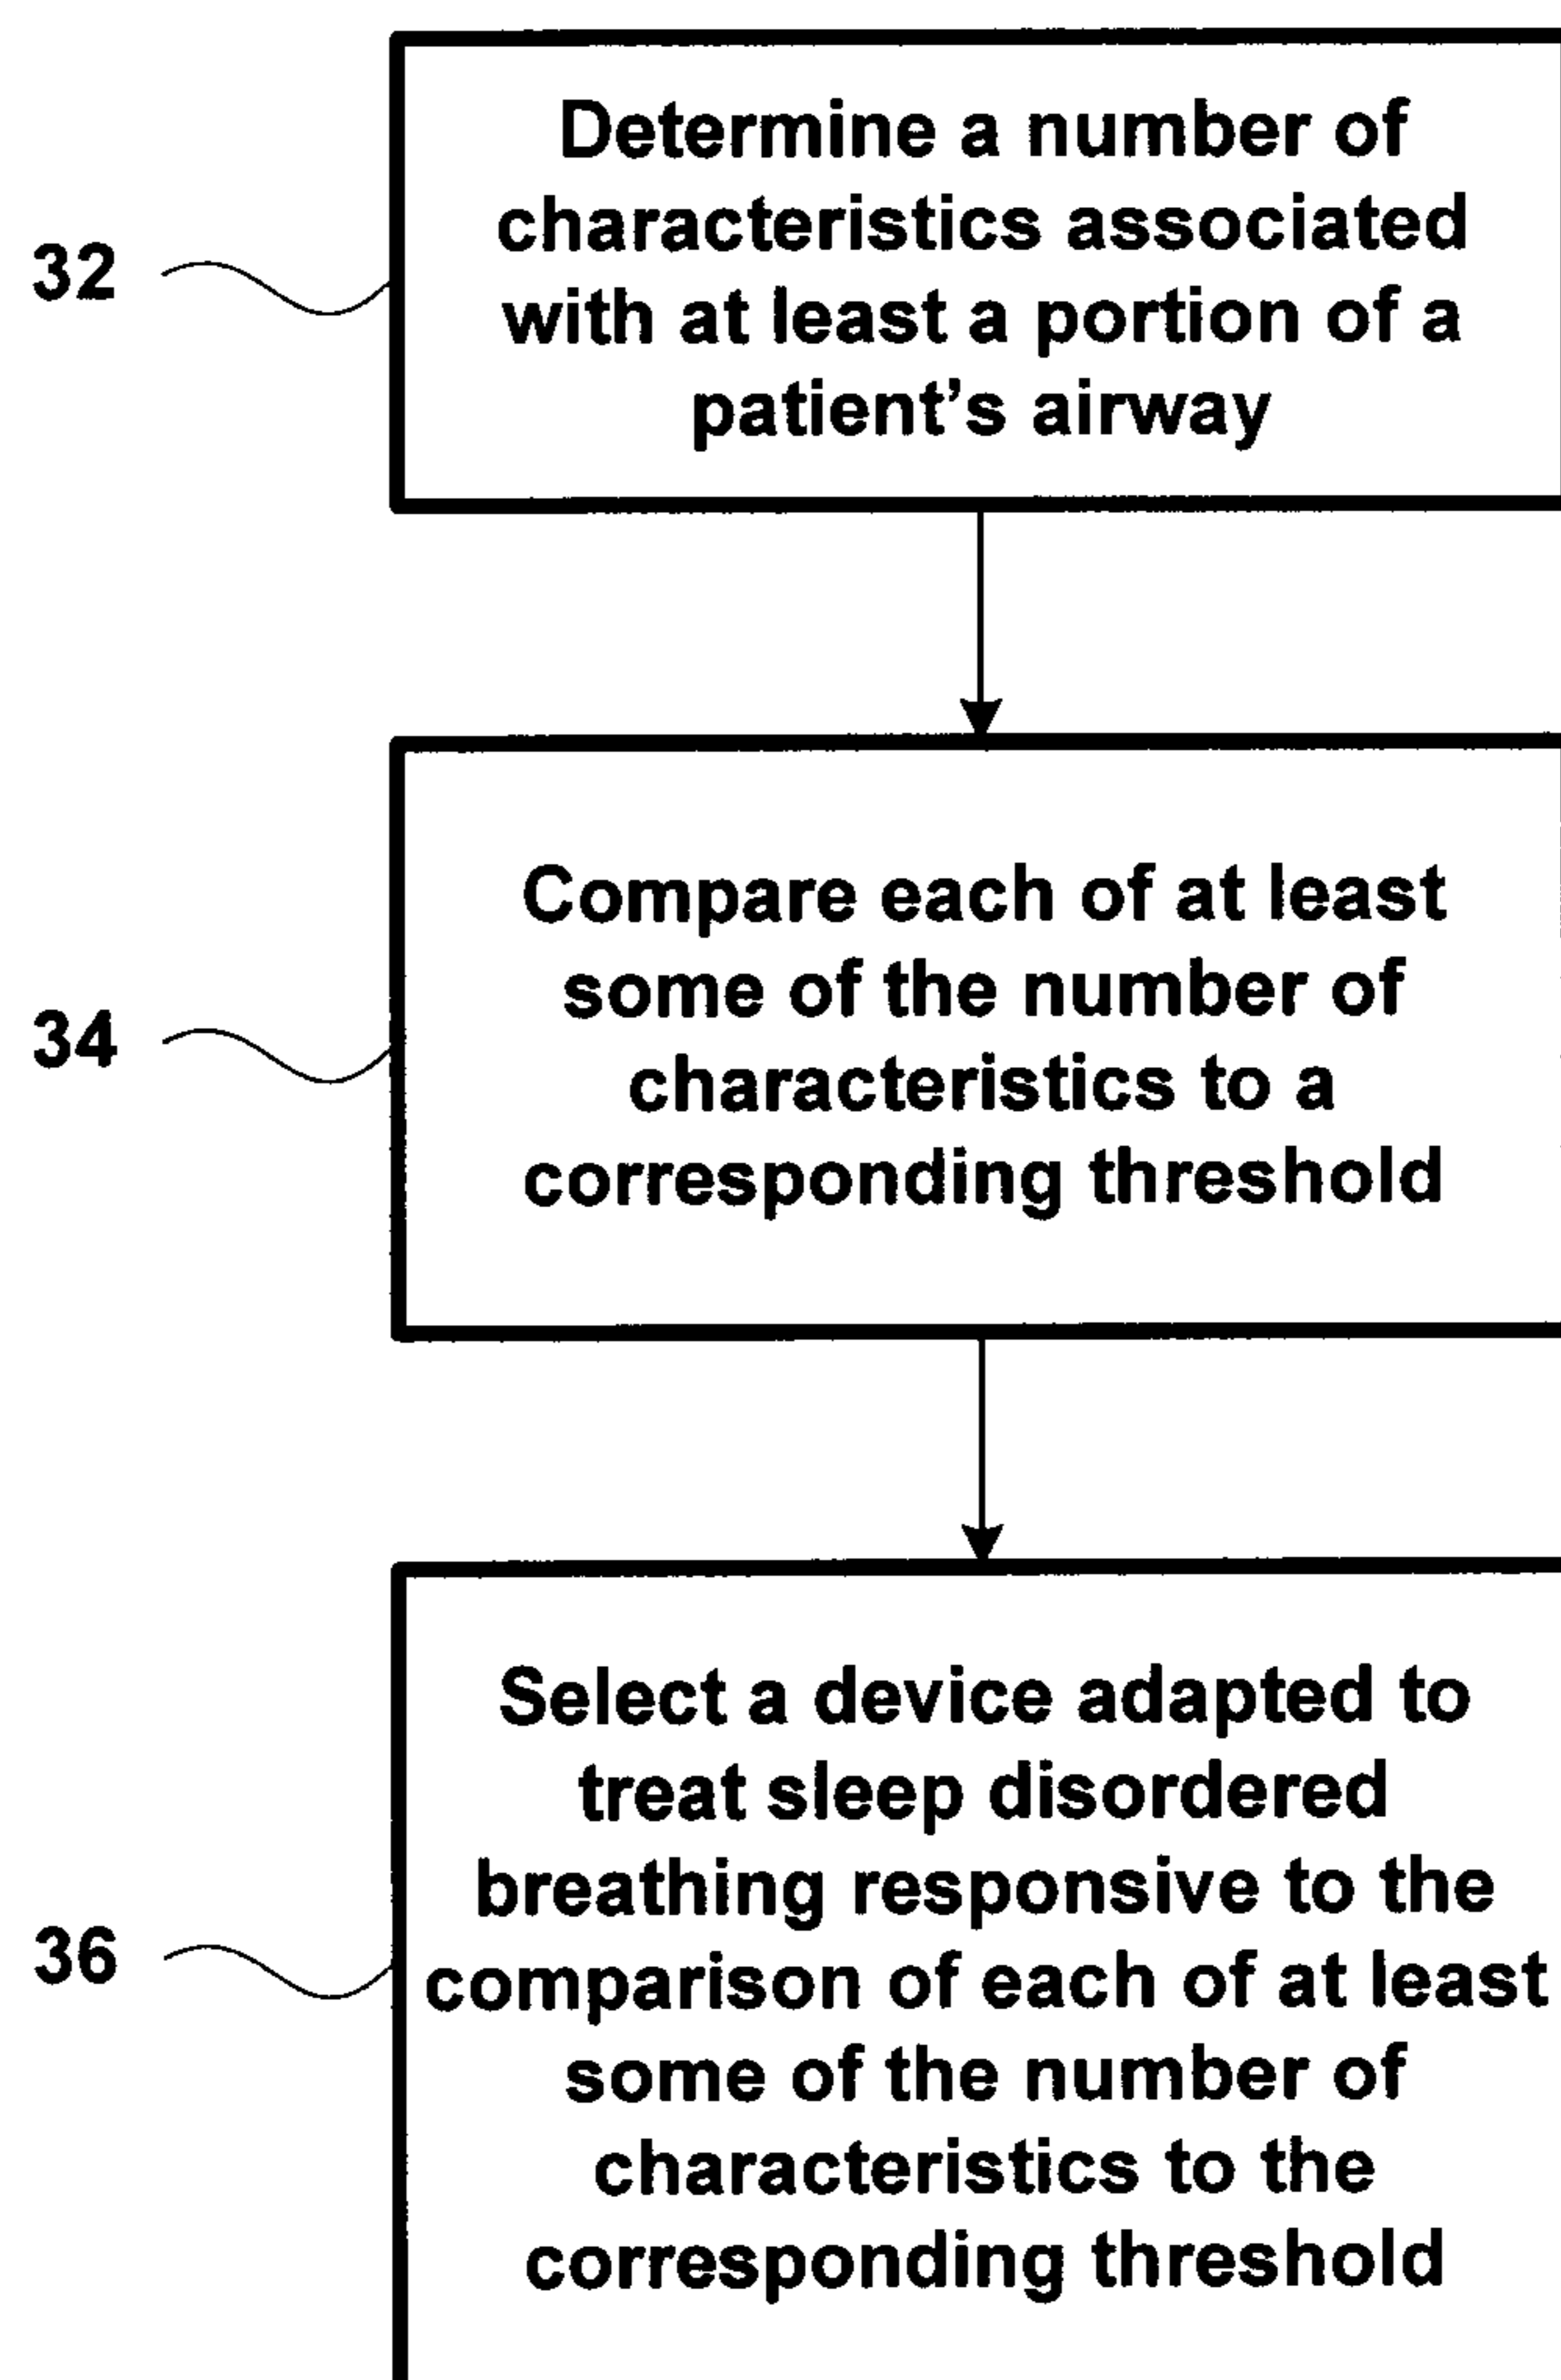 Determine a number of
characteristics associated
with at least a portion of a
patient's airway
32
Compare each of at least
some of the number of
characteristics to a
corresponding threshold
34
Select a device adapted to
treat sleep disordered
breathing responsive to the
comparison of each of at least
some of the number of
characteristics to the
corresponding threshold
36